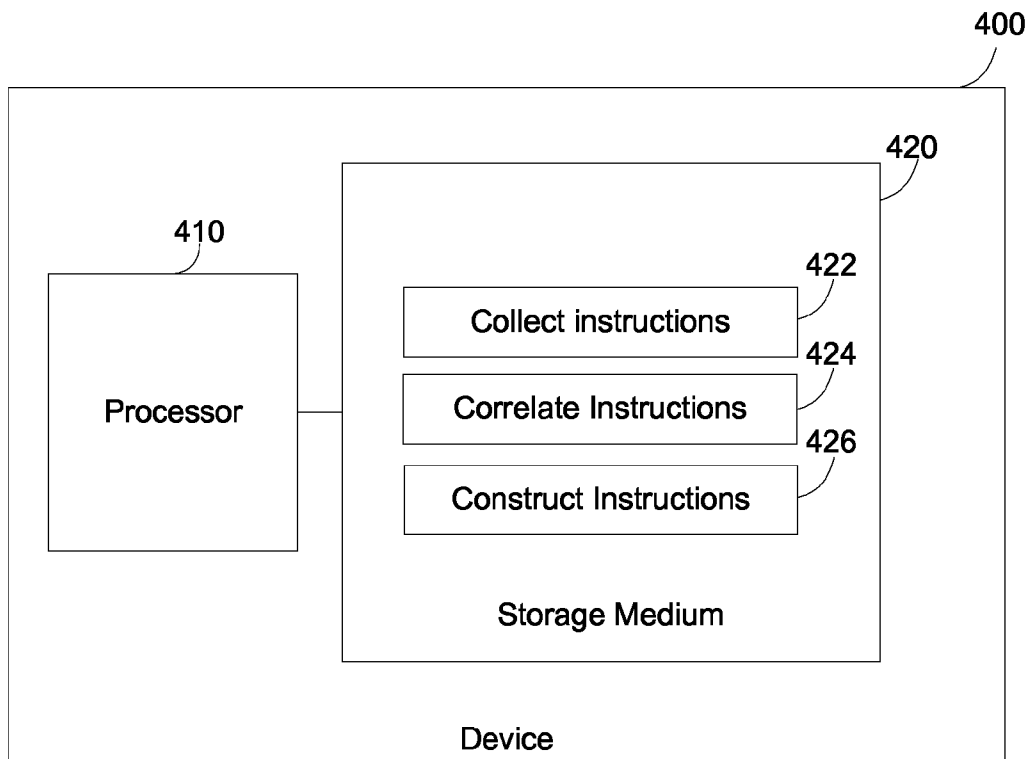 400
420
410
422
Collect instructions
424
Processor
Correlate Instructions
426
Construct Instructions
Storage Medium
Device